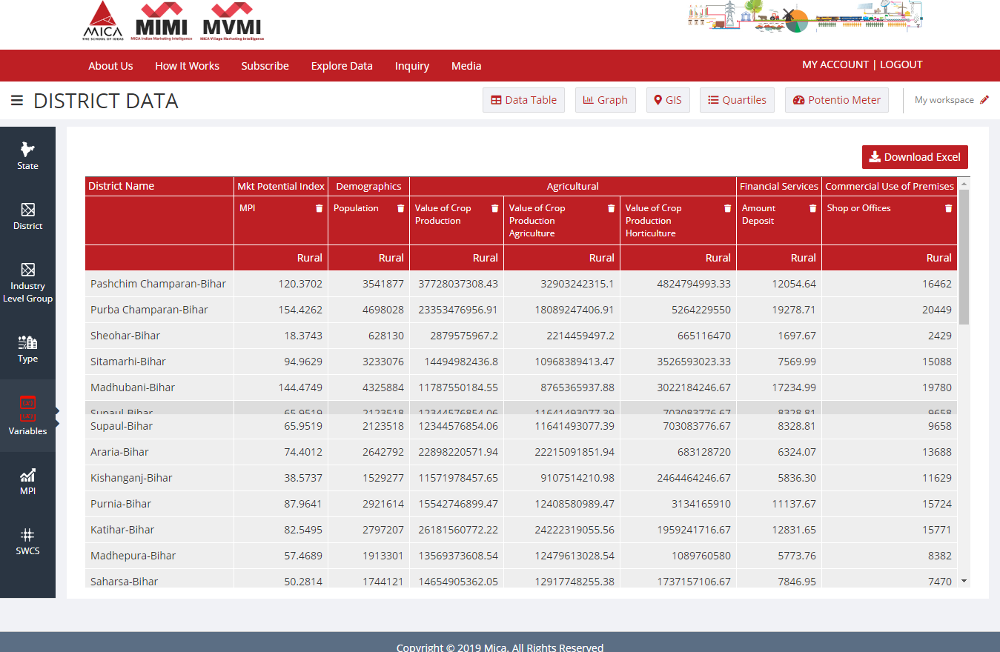 MICA MIMI MVMI
THE SCHOOL OF IDEAS MICA Indian Marketing Intelligence MICA Village Marketing Intelligence
About Us How It Works Subscribe Explore Data Inquiry Media MY ACCOUNT | LOGOUT
DISTRICT DATA Data Table Graph GIS Quartiles Potentio Meter My workspace
State
District
Industry
Level Group
Type
Variables
MPI
SWCS
Download Excel
District Name Mkt Potential Index Demographics Agricultural Financial Services Commercial Use of Premises
MPI Population Value of Crop Value of Crop Value of Crop Amount Shop or Offices
Production Production Production Deposit
Agriculture Horticulture
Rural Rural Rural Rural Rural Rural Rural
Pashchim Champaran-Bihar 120.3702 3541877 37728037308.43 32903242315.1 4824794993.33 12054.64 16462
Purba Champaran-Bihar 154.4262 4698028 23353476956.91 18089247406.91 5264229550 19278.71 20449
Sheohar-Bihar 18.3743 628130 2879575967.2 2214459497.2 665116470 1697.67 2429
Sitamarhi-Bihar 94.9629 3233076 14494982436.8 10968389413.47 3526593023.33 7569.99 15088
Madhubani-Bihar 144.4749 4325884 11787550184.55 8765365937.88 3022184246.67 17234.99 19780
Supaul-Bihar 65.9519 2123518 12344576854.06 11641493077.39 703083776.67 8328.81 9658
Supaul-Bihar 65.9519 2123518 12344576854.06 11641493077.39 703083776.67 8328.81 9658
Araria-Bihar 74.4012 2642792 22898220571.94 22215091851.94 683128720 6324.07 13688
Kishanganj-Bihar 38.5737 1529277 11571978457.65 9107514210.98 2464464246.67 5836.30 11629
Purnia-Bihar 87.9641 2921614 15542746899.47 12408580989.47 3134165910 11137.67 15724
Katihar-Bihar 82.5495 2797207 26181560772.22 24222319055.56 1959241716.67 12831.65 15771
Madhepura-Bihar 57.4689 1913301 13569373608.54 12479613028.54 1089760580 5773.76 8382
Saharsa-Bihar 50.2814 1744121 14654905362.05 12917748255.38 1737157106.67 7846.95 7470
Copyright © 2019 Mica. All Rights Reserved